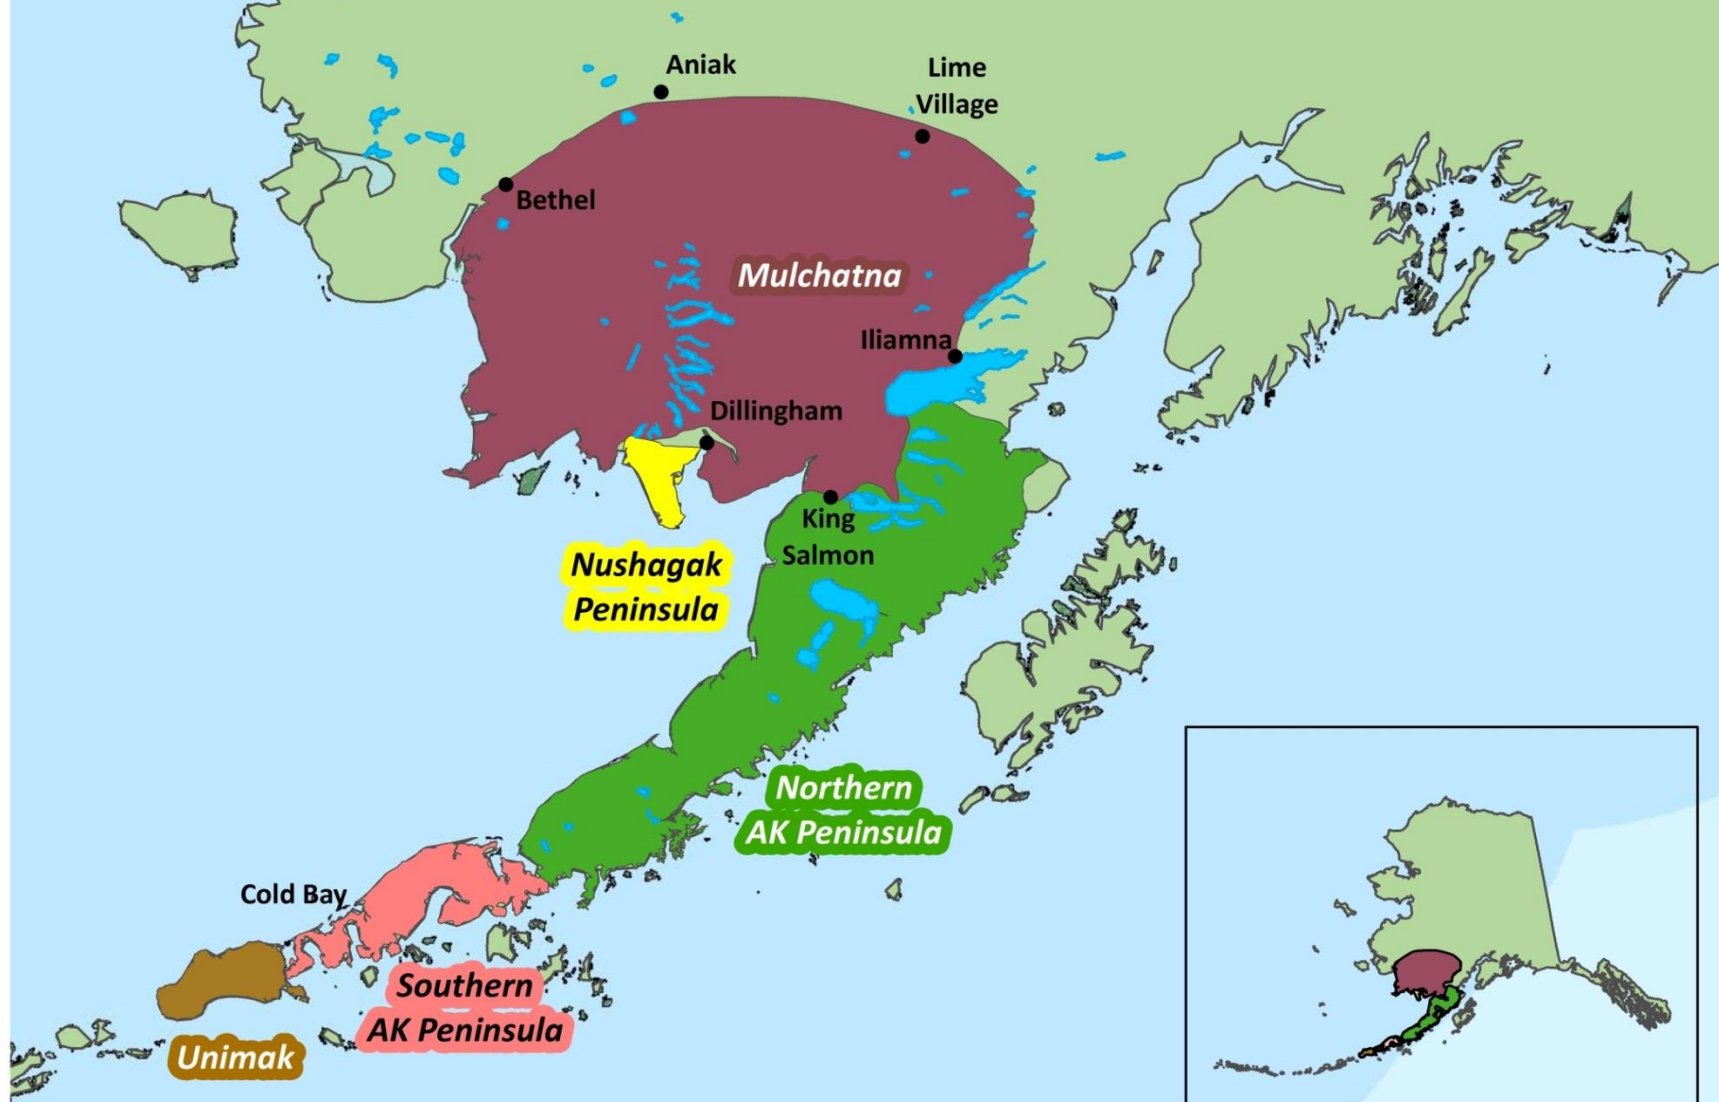 Aniak
Lime
Village
Bethel
Mulchatna
Iliamna
Dillingham
King
Salmon
Nushagak
Peninsula
Northern
AK Peninsula
Cold Bay
Southern
AK Peninsula
Unimak